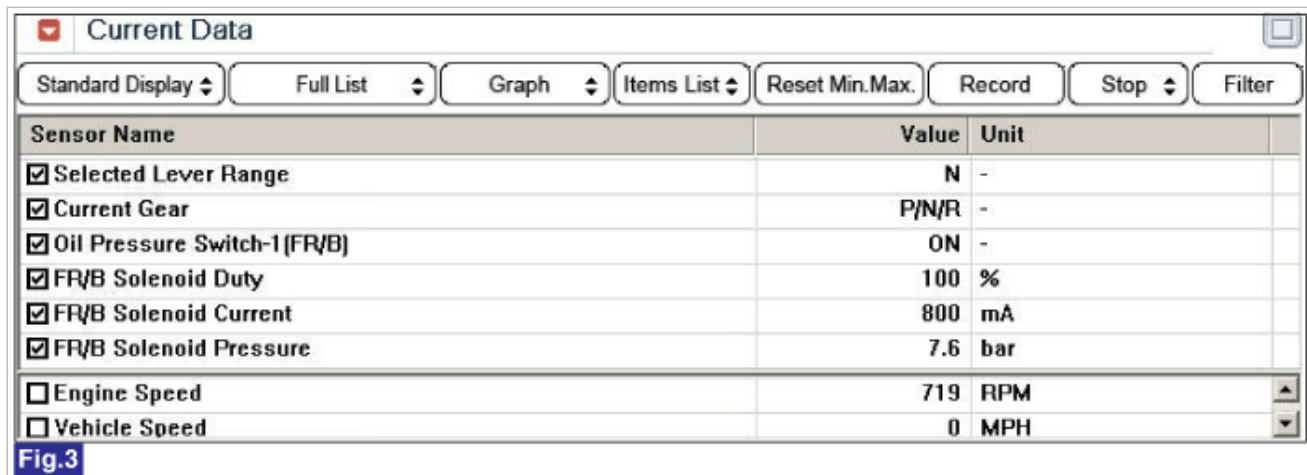 Current Data
Standard Display Full List Graph Items List Reset Min.Max. Record Stop Filter
Sensor Name Value Unit
Selected Lever Range N -
Current Gear P/N/R -
Oil Pressure Switch-1(FR/B) ON -
FR/B Solenoid Duty 100 %
FR/B Solenoid Current 800 mA
FR/B Solenoid Pressure 7.6 bar
Engine Speed 719 RPM
Vehicle Speed 0 MPH
Fig.3